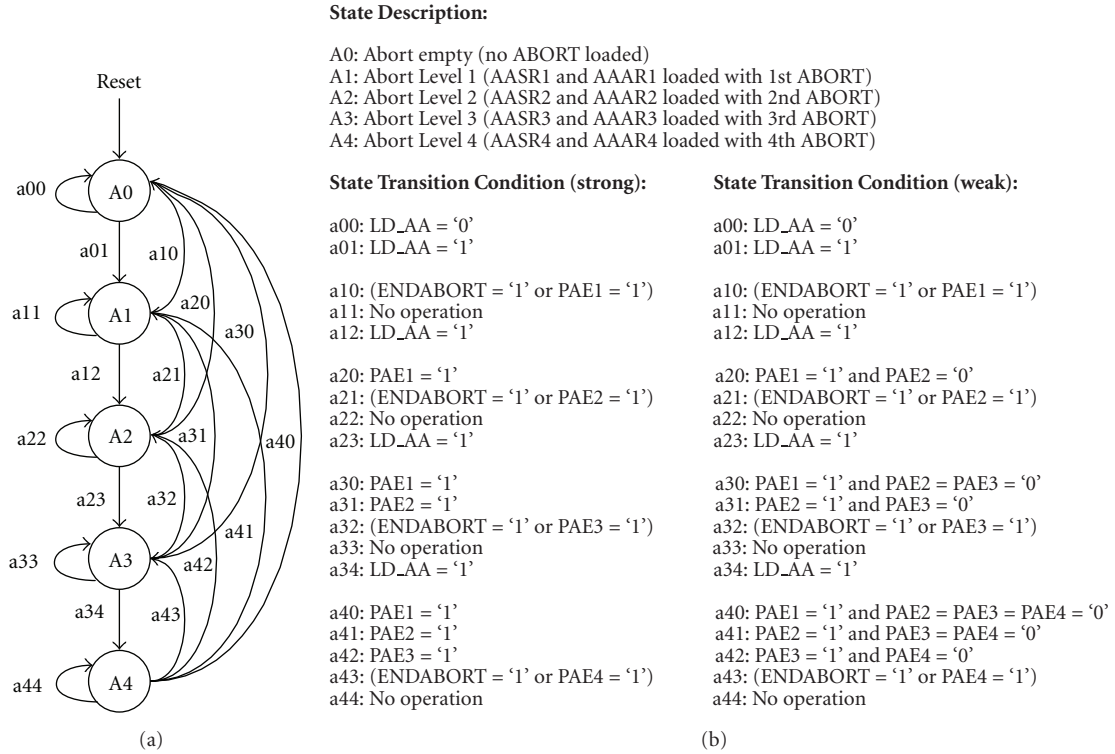 Reset
a00
A0
a01
a10
a11
A1
a20
a30
a12
a21
a22
A2
a31
a40
a23
a32
a41
a33
A3
a42
a34
a43
a44
A4
(a)
State Description:
A0: Abort empty (no ABORT loaded)
A1: Abort Level 1 (AASR1 and AAAR1 loaded with 1st ABORT)
A2: Abort Level 2 (AASR2 and AAAR2 loaded with 2nd ABORT)
A3: Abort Level 3 (AASR3 and AAAR3 loaded with 3rd ABORT)
A4: Abort Level 4 (AASR4 and AAAR4 loaded with 4th ABORT)
State Transition Condition (strong):
a00: LD_AA = ‘0’
a01: LD_AA = ‘1’
a10: (ENDABORT = ‘1’ or PAE1 = ‘1’)
a11: No operation
a12: LD_AA = ‘1’
a20: PAE1 = ‘1’
a21: (ENDABORT = ‘1’ or PAE2 = ‘1’)
a22: No operation
a23: LD_AA = ‘1’
a30: PAE1 = ‘1’
a31: PAE2 = ‘1’
a32: (ENDABORT = ‘1’ or PAE3 = ‘1’)
a33: No operation
a34: LD_AA = ‘1’
a40: PAE1 = ‘1’
a41: PAE2 = ‘1’
a42: PAE3 = ‘1’
a43: (ENDABORT = ‘1’ or PAE4 = ‘1’)
a44: No operation
State Transition Condition (weak):
a00: LD_AA = ‘0’
a01: LD_AA = ‘1’
a10: (ENDABORT = ‘1’ or PAE1 = ‘1’)
a11: No operation
a12: LD_AA = ‘1’
a20: PAE1 = ‘1’ and PAE2 = ‘0’
a21: (ENDABORT = ‘1’ or PAE2 = ‘1’)
a22: No operation
a23: LD_AA = ‘1’
a30: PAE1 = ‘1’ and PAE2 = PAE3 = ‘0’
a31: PAE2 = ‘1’ and PAE3 = ‘0’
a32: (ENDABORT = ‘1’ or PAE3 = ‘1’)
a33: No operation
a34: LD_AA = ‘1’
a40: PAE1 = ‘1’ and PAE2 = PAE3 = PAE4 = ‘0’
a41: PAE2 = ‘1’ and PAE3 = PAE4 = ‘0’
a42: PAE3 = ‘1’ and PAE4 = ‘0’
a43: (ENDABORT = ‘1’ or PAE4 = ‘1’)
a44: No operation
(b)